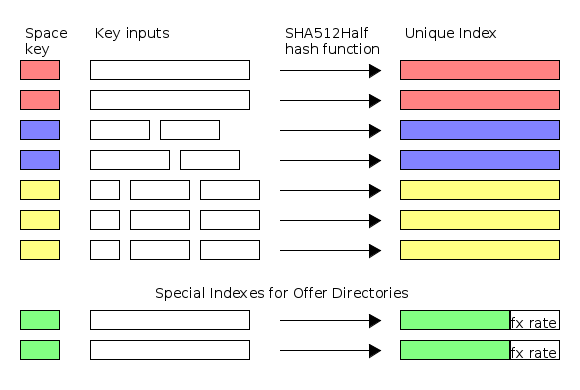 Space
key
Key inputs
SHA512Half
hash function
Unique Index
Special Indexes for Offer Directories
fx rate
fx rate